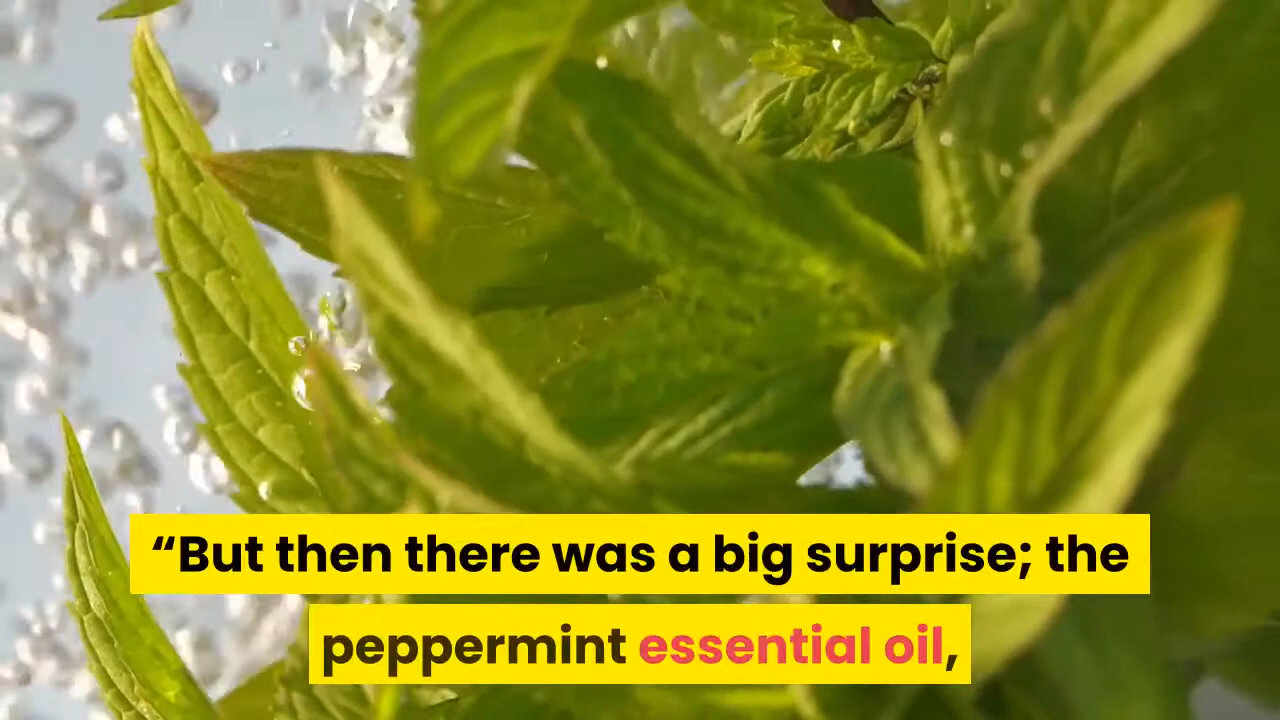 “But then there was a big surprise; the
peppermint essential oil,